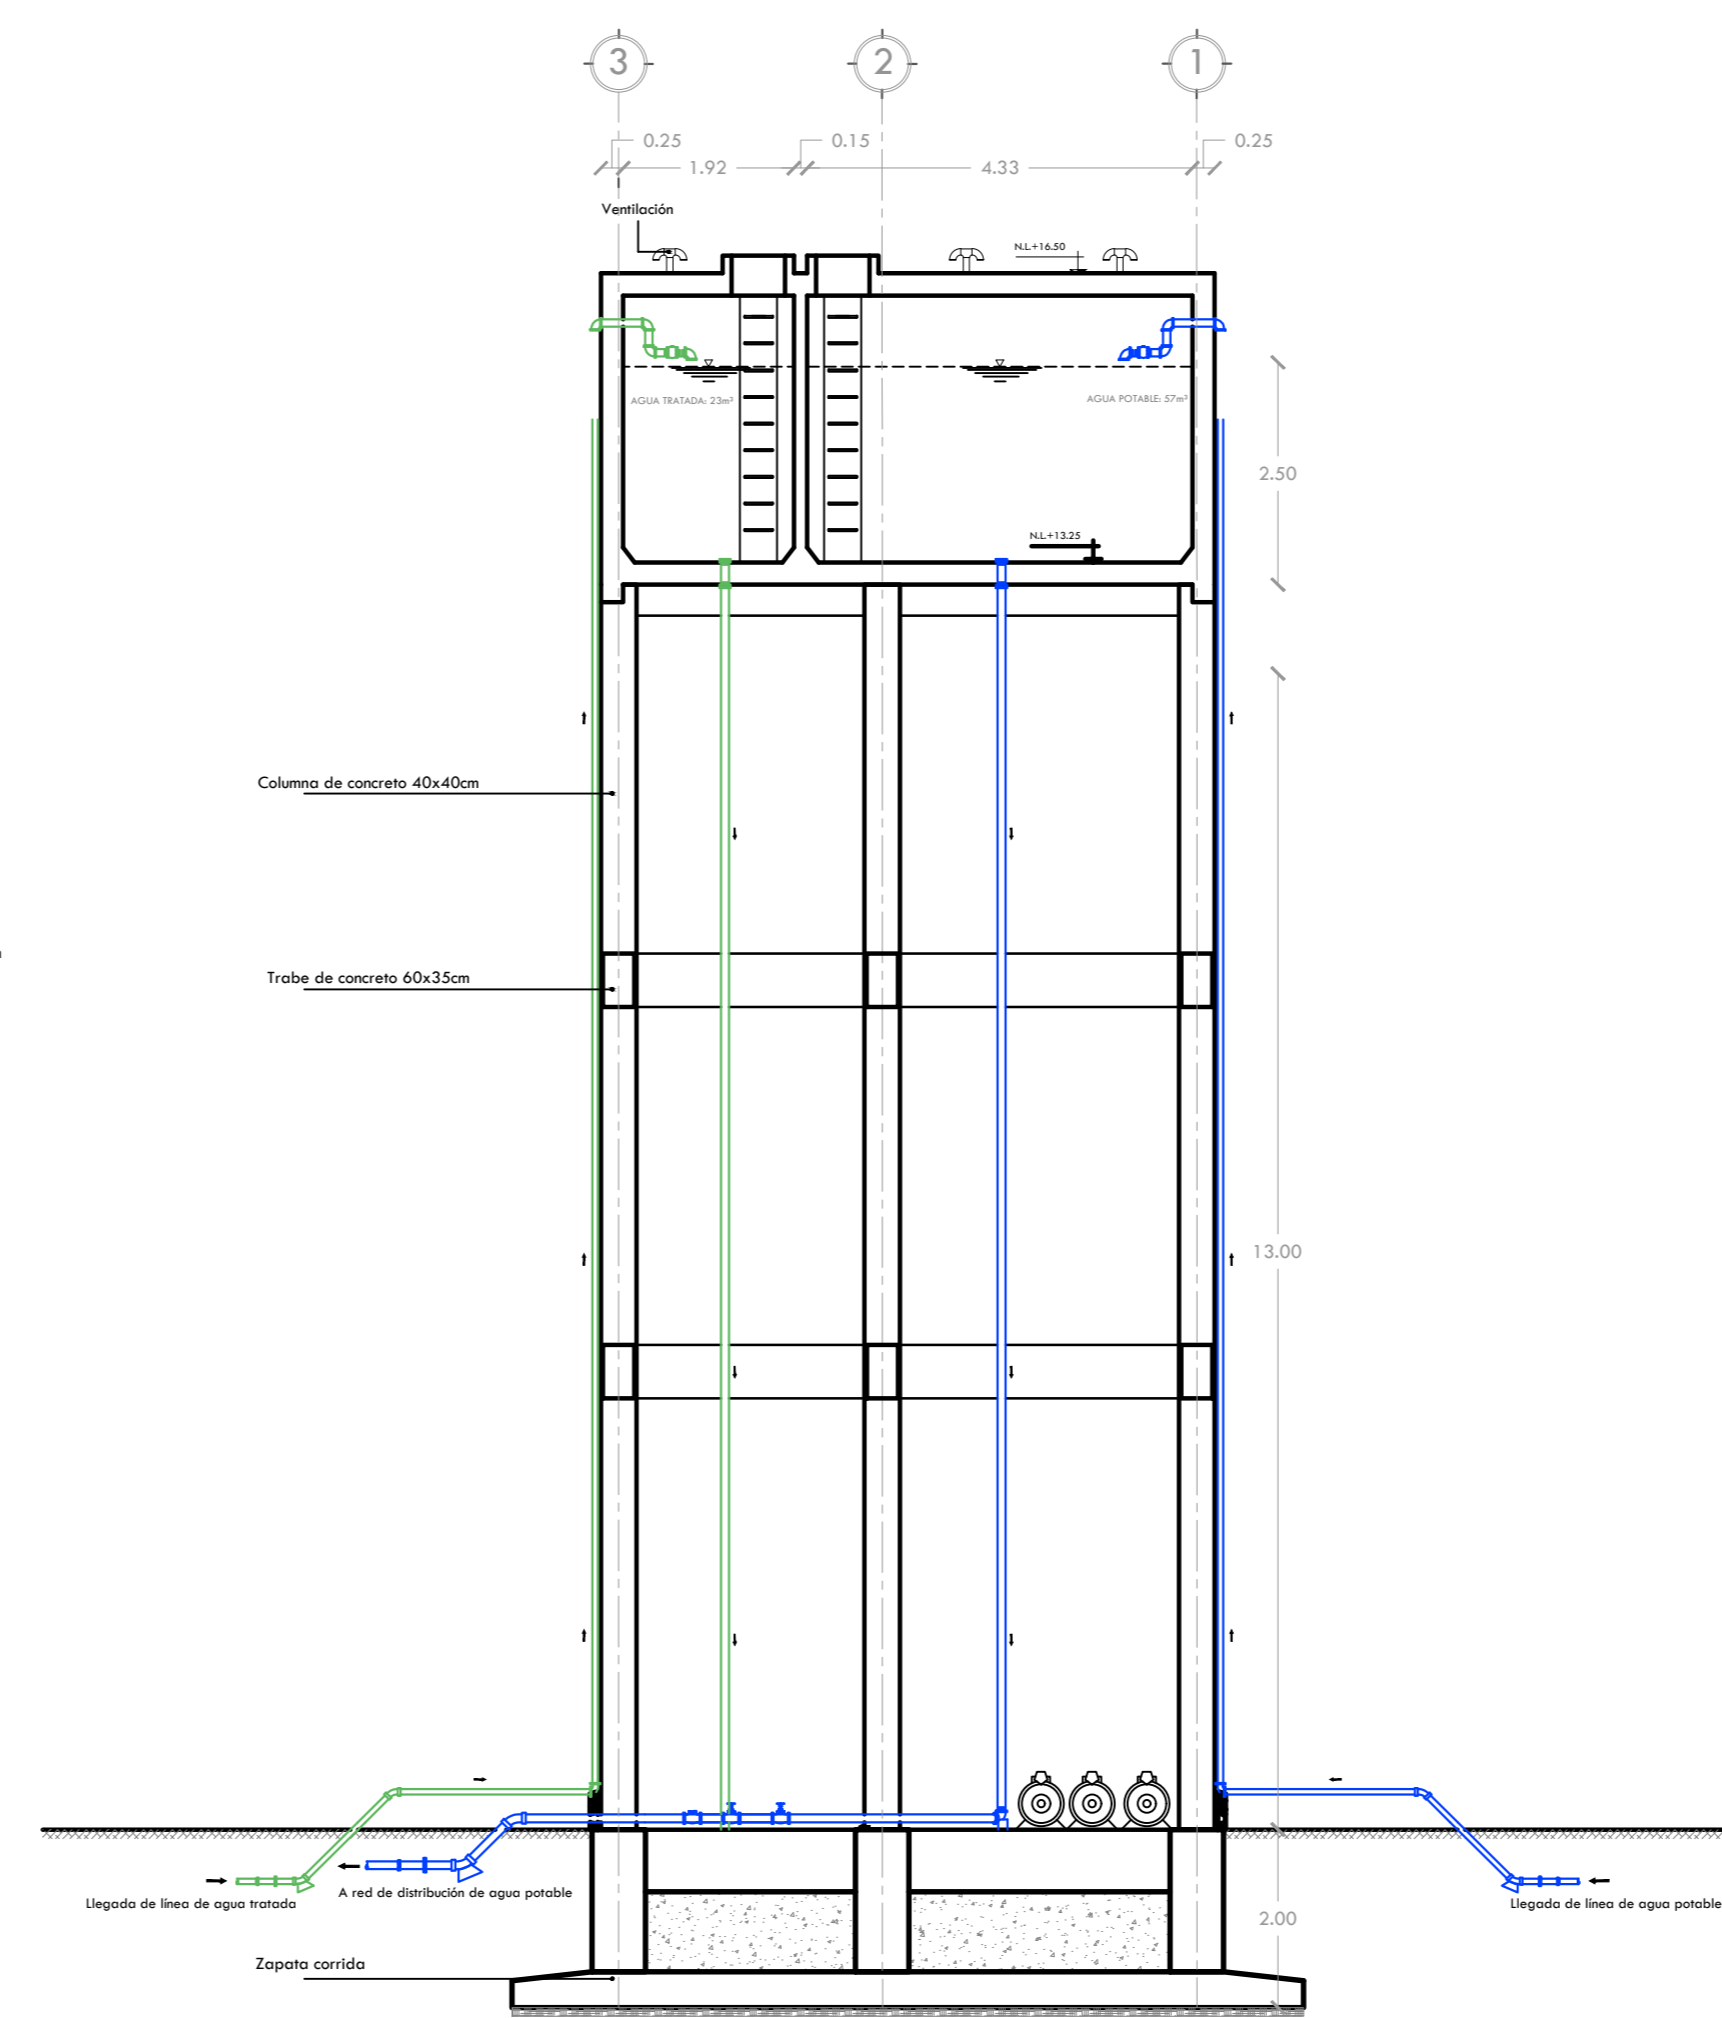 3 2 1
0.25 0.15 0.25
1.92 4.33
Ventilación
N.L.+16.50
AGUA TRATADA: 23m³ AGUA POTABLE: 57m³
2.50
N.L.+13.25
Columna de concreto 40x40cm
Trabe de concreto 60x35cm
13.00
Llegada de línea de agua tratada
A red de distribución de agua potable
Llegada de línea de agua potable
2.00
Zapata corrida